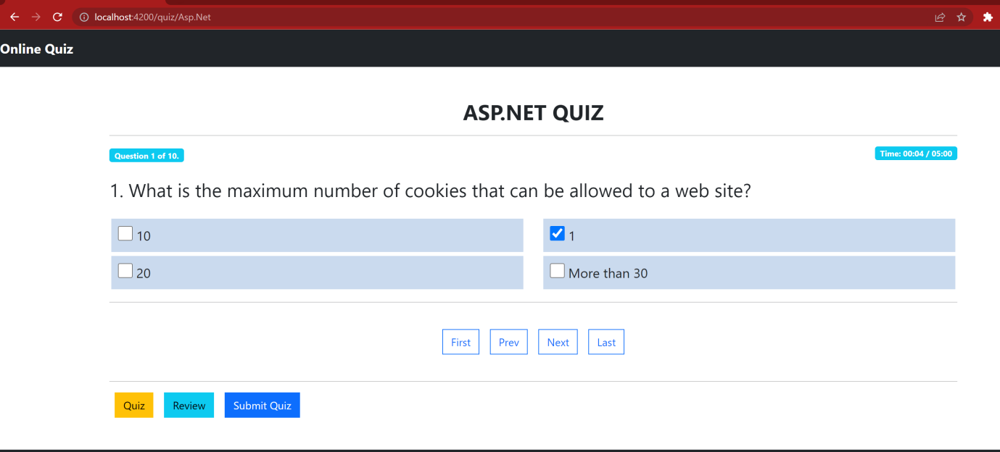 localhost:4200/quiz/Asp.Net
Online Quiz
ASP.NET QUIZ
Question 1 of 10.
Time: 00:04 / 05:00
1. What is the maximum number of cookies that can be allowed to a web site?
10
1
20
More than 30
First Prev Next Last
Quiz Review Submit Quiz